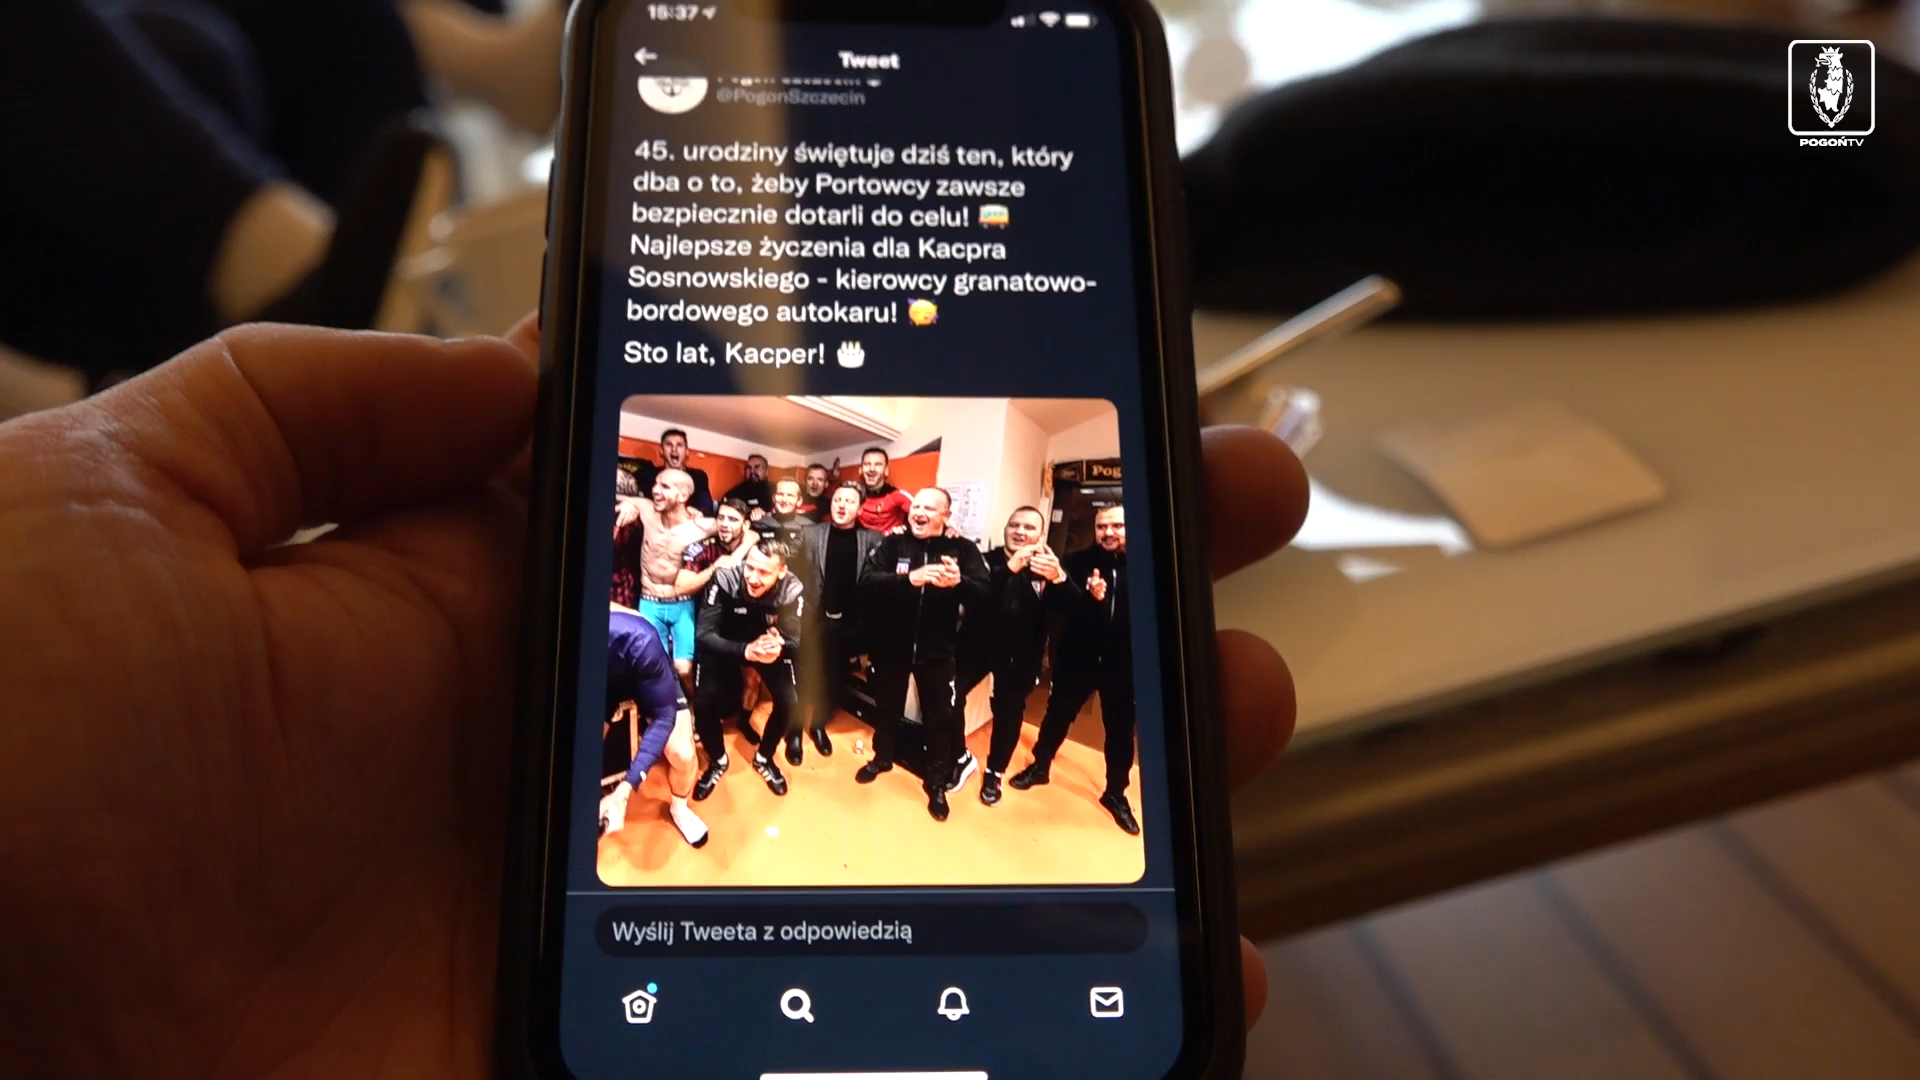 15:37
Tweet
@PogonSzczecin
45. urodziny świętuje dziś ten, który
dba o to, żeby Portowcy zawsze
bezpiecznie dotarli do celu!
Najlepsze życzenia dla Kacpra
Sosnowskiego - kierowcy granatowo-
bordowego autokaru!
Sto lat, Kacper!
Pog
Wyślij Tweeta z odpowiedzią
POGOŃTV